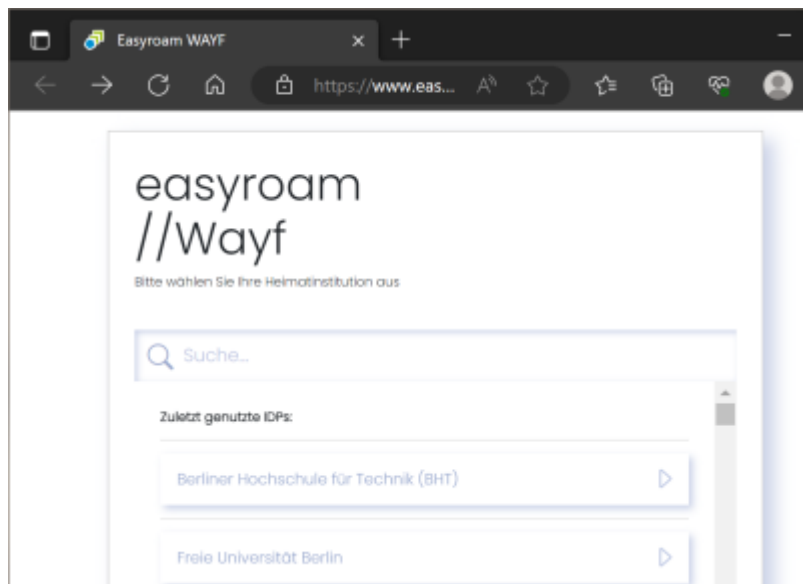 Easyroam WAYF
https://www.eas...
easyroam
//Wayf
Bitte wählen Sie Ihre Heimatinstitution aus
Suche...
Zuletzt genutzte IDPs:
Berliner Hochschule für Technik (BHT)
Freie Universität Berlin